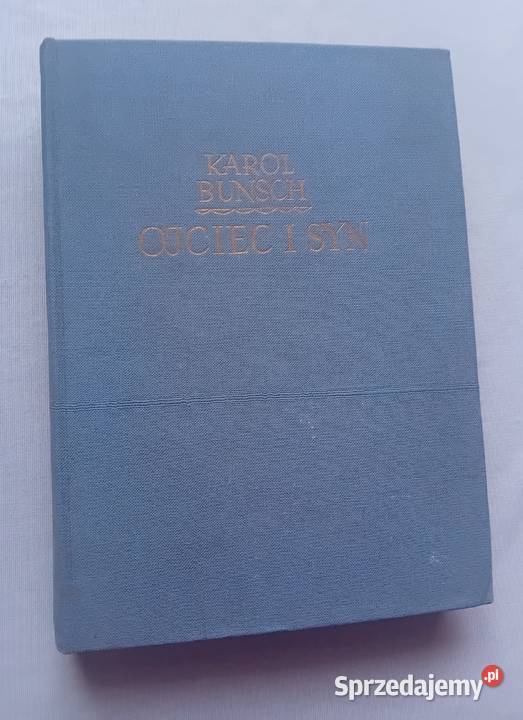 KAROL
BUNSCH
OJCIEC I SYN
Sprzedajemy.pl